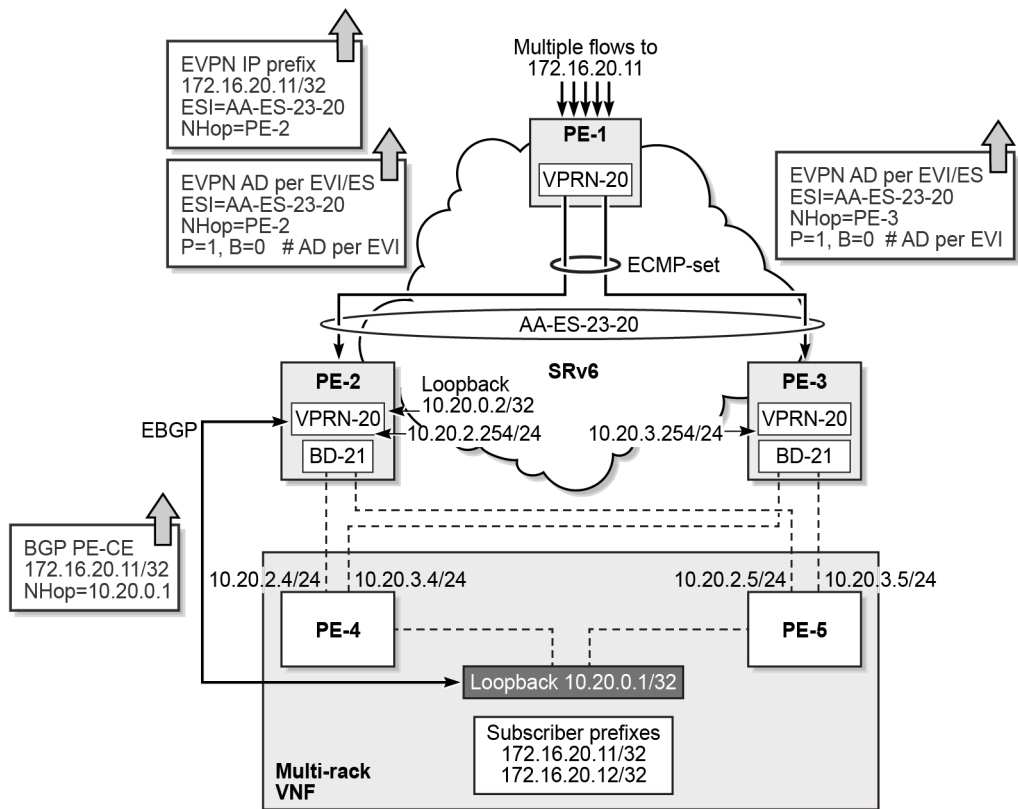 EVPN IP prefix
172.16.20.11/32
ESI=AA-ES-23-20
NHop=PE-2
Multiple flows to
172.16.20.11
PE-1
VPRN-20
EVPN AD per EVI/ES
ESI=AA-ES-23-20
NHop=PE-2
P=1, B=0 # AD per EVI
EVPN AD per EVI/ES
ESI=AA-ES-23-20
NHop=PE-3
P=1, B=0 # AD per EVI
ECMP-set
AA-ES-23-20
SRv6
PE-2
VPRN-20
BD-21
Loopback
10.20.0.2/32
10.20.2.254/24
10.20.3.254/24
PE-3
VPRN-20
BD-21
EBGP
BGP PE-CE
172.16.20.11/32
NHop=10.20.0.1
10.20.2.4/24
10.20.3.4/24
10.20.2.5/24
10.20.3.5/24
PE-4
PE-5
Loopback 10.20.0.1/32
Subscriber prefixes
172.16.20.11/32
172.16.20.12/32
Multi-rack
VNF